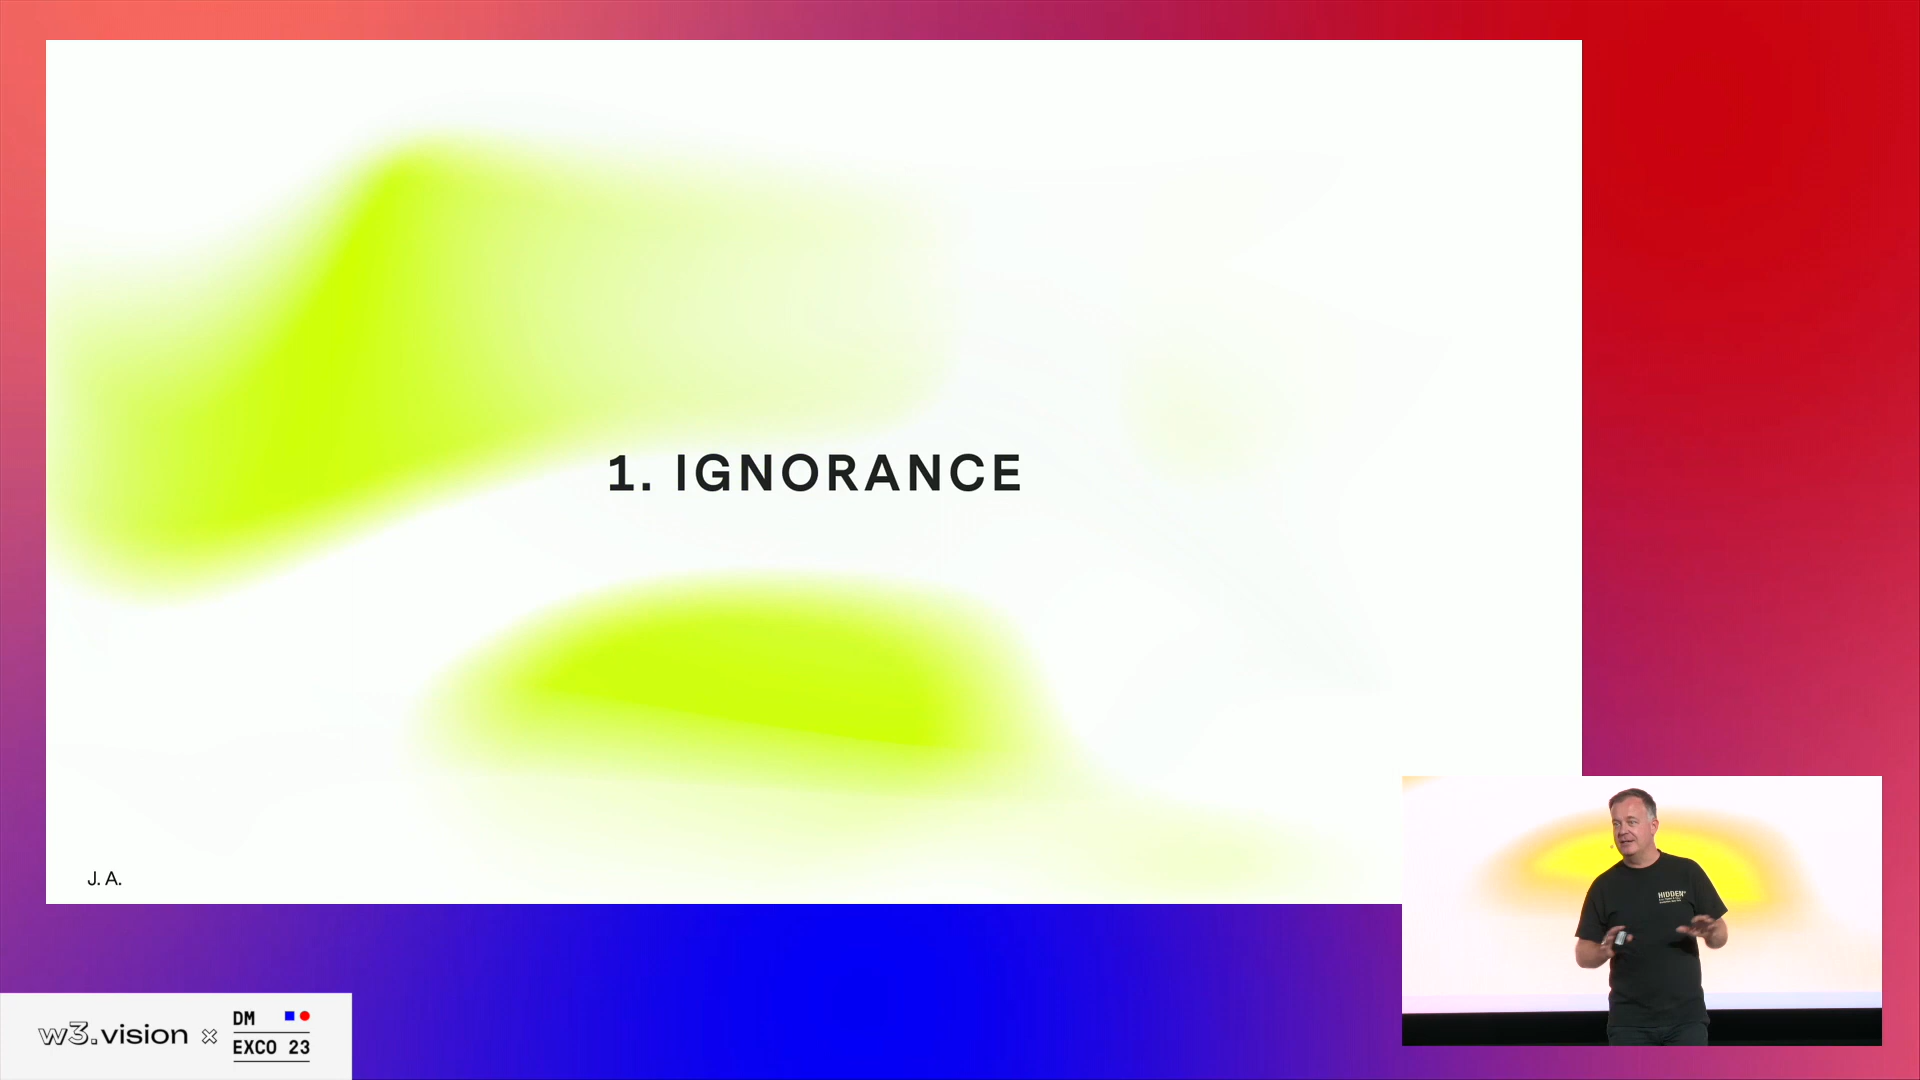 1. IGNORANCE
J. A.
HIDDEN
w3.vision x
DM
EXCO 23